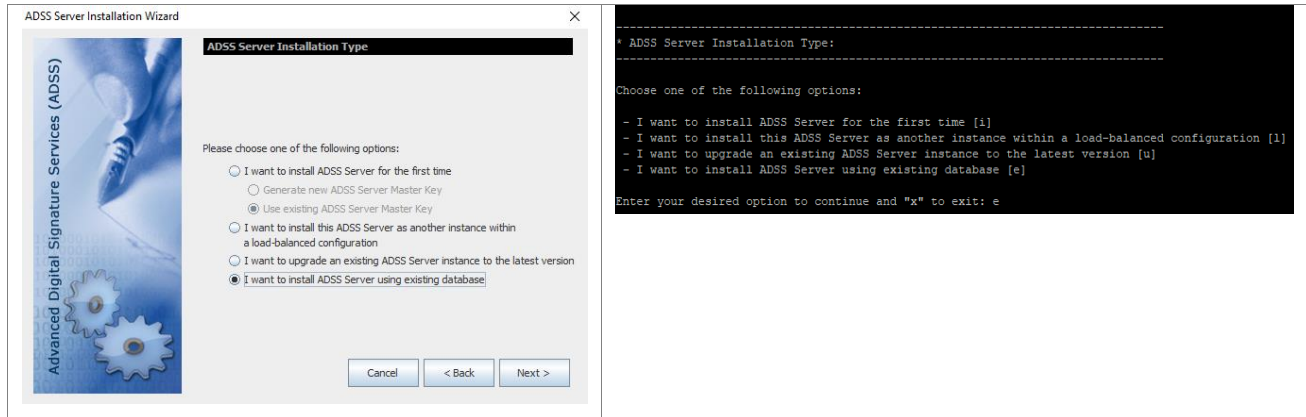 ADSS Server Installation Wizard
Advanced Digital Signature Services (ADSS)
ADSS Server Installation Type
Please choose one of the following options:
I want to install ADSS Server for the first time
Generate new ADSS Server Master Key
Use existing ADSS Server Master Key
I want to install this ADSS Server as another instance within
a load-balanced configuration
I want to upgrade an existing ADSS Server instance to the latest version
I want to install ADSS Server using existing database
Cancel
< Back
Next >
--------------------------------------------------------------------------------
* ADSS Server Installation Type:
--------------------------------------------------------------------------------
Choose one of the following options:
- I want to install ADSS Server for the first time [i]
- I want to install this ADSS Server as another instance within a load-balanced configuration [l]
- I want to upgrade an existing ADSS Server instance to the latest version [u]
- I want to install ADSS Server using existing database [e]
Enter your desired option to continue and "x" to exit: e